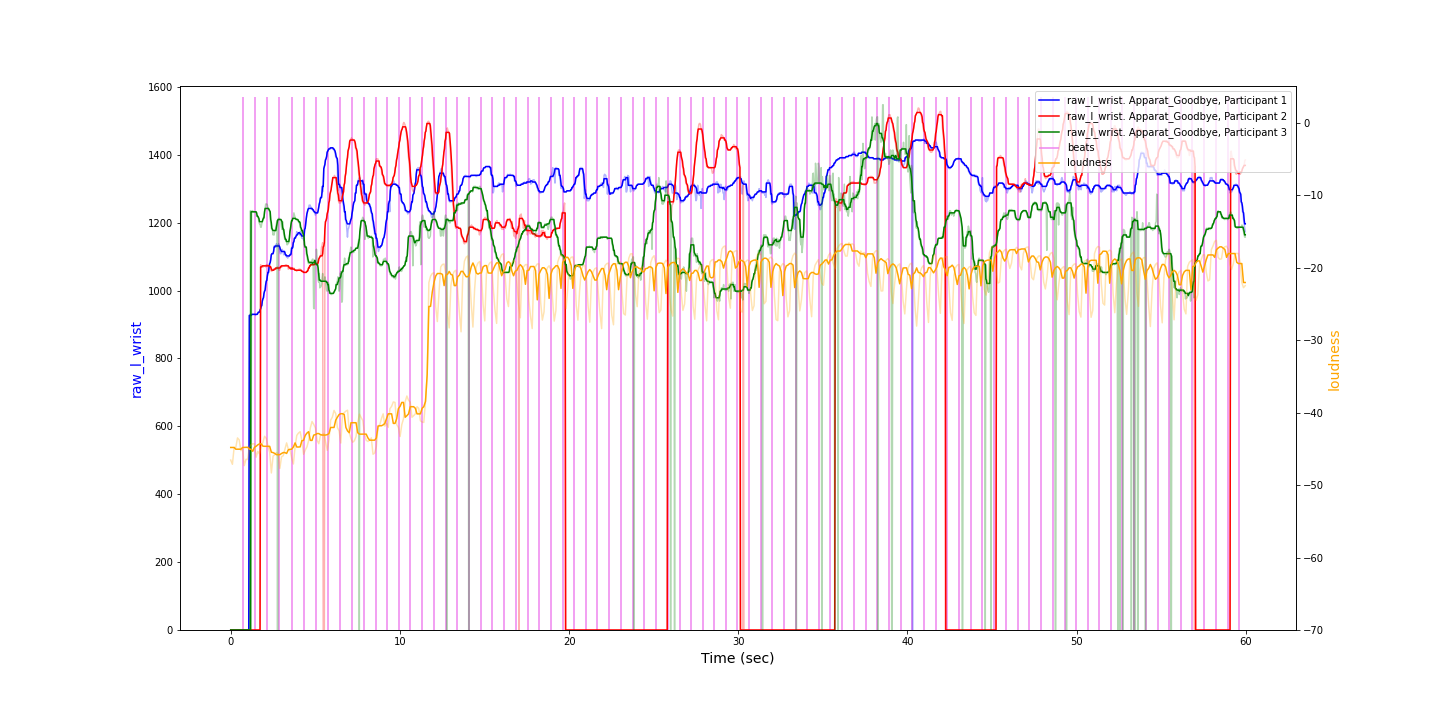 1600
1400
1200
1000
800
600
400
200
0
raw_l_wrist
raw_l_wrist. Apparat_Goodbye, Participant 1
raw_l_wrist. Apparat_Goodbye, Participant 2
raw_l_wrist. Apparat_Goodbye, Participant 3
beats
loudness
0
−10
−20
−30
−40
−50
−60
−70
loudness
0 10 20 30 40 50 60
Time (sec)